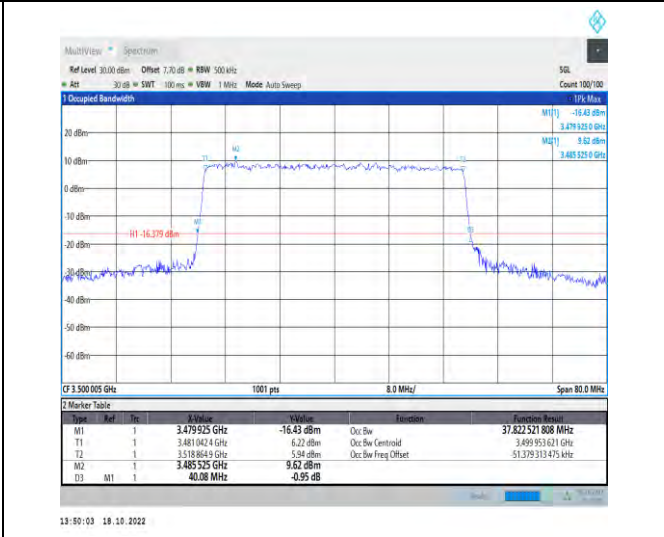 MultiView Spectrum
Ref Level 30.00 dBm Offset 7.70 dB RBW 500 kHz SGL
Att 30 dB SWT 100 ms VBW 1 MHz Mode Auto Sweep Count 100/100
1 Occupied Bandwidth 1Pk Max
M1[1] -16.43 dBm
3.479 925 0 GHz
M2[1] 9.62 dBm
3.485 525 0 GHz
20 dBm
M2
T1 T2
10 dBm
0 dBm
-10 dBm
M1
H1 -16.379 dBm
D3
-20 dBm
-30 dBm
-40 dBm
-50 dBm
-60 dBm
CF 3.500 005 GHz 1001 pts 8.0 MHz/ Span 80.0 MHz
2 Marker Table
Type Ref Trc X-Value Y-Value Function Function Result
M1 1 3.479 925 GHz -16.43 dBm Occ Bw 37.822 521 808 MHz
T1 1 3.481 042 4 GHz 6.22 dBm Occ Bw Centroid 3.499 953 621 GHz
T2 1 3.518 864 9 GHz 5.94 dBm Occ Bw Freq Offset -51.379 313 475 kHz
M2 1 3.485 525 GHz 9.62 dBm
D3 M1 1 40.08 MHz -0.95 dB
13:50:03 18.10.2022